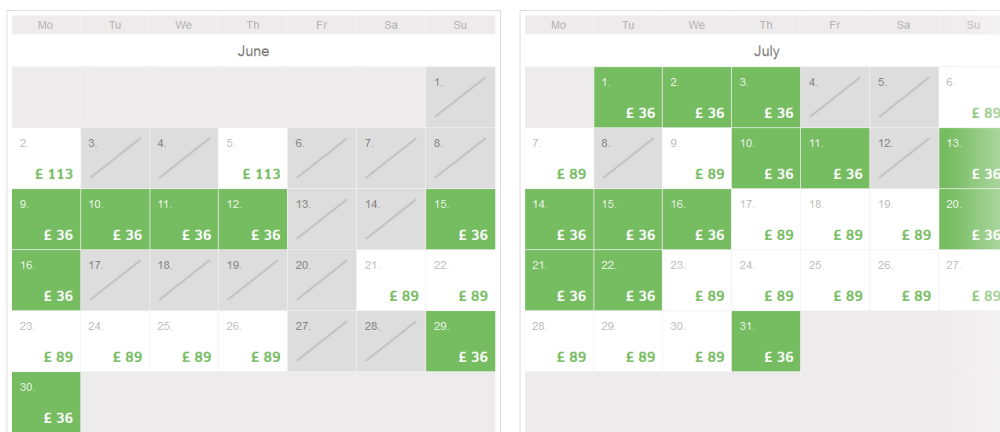 Mo Tu We Th Fr Sa Su
June
1.
2. 3. 4. 5. 6. 7. 8.
£ 113 £ 113
9. 10. 11. 12. 13. 14. 15.
£ 36 £ 36 £ 36 £ 36 £ 36
16. 17. 18. 19. 20. 21. 22.
£ 36 £ 89 £ 89
23. 24. 25. 26. 27. 28. 29.
£ 89 £ 89 £ 89 £ 89 £ 36
30.
£ 36
Mo Tu We Th Fr Sa Su
July
1. 2. 3. 4. 5. 6.
£ 36 £ 36 £ 36 £ 89
7. 8. 9. 10. 11. 12. 13.
£ 89 £ 89 £ 36 £ 36 £ 36
14. 15. 16. 17. 18. 19. 20.
£ 36 £ 36 £ 36 £ 89 £ 89 £ 89 £ 36
21. 22. 23. 24. 25. 26. 27.
£ 36 £ 36 £ 89 £ 89 £ 89 £ 89 £ 89
28. 29. 30. 31.
£ 89 £ 89 £ 89 £ 36